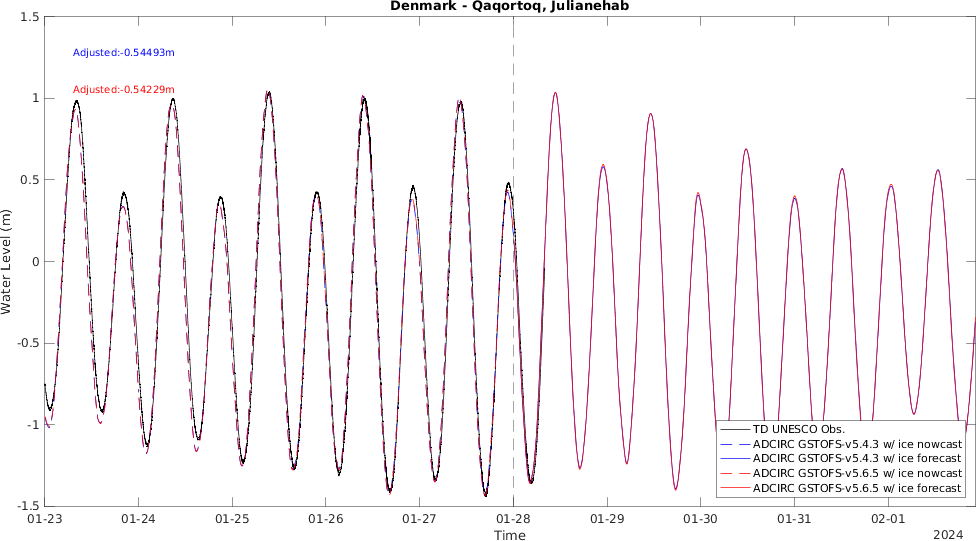 Denmark - Qaqortoq, Julianehab
Adjusted:-0.54493m
Adjusted:-0.54229m
1.5
1
0.5
0
-0.5
-1
-1.5
Water Level (m)
TD UNESCO Obs.
ADCIRC GSTOFS-v5.4.3 w/ ice nowcast
ADCIRC GSTOFS-v5.4.3 w/ ice forecast
ADCIRC GSTOFS-v5.6.5 w/ ice nowcast
ADCIRC GSTOFS-v5.6.5 w/ ice forecast
01-23 01-24 01-25 01-26 01-27 01-28 01-29 01-30 01-31 02-01
Time
2024